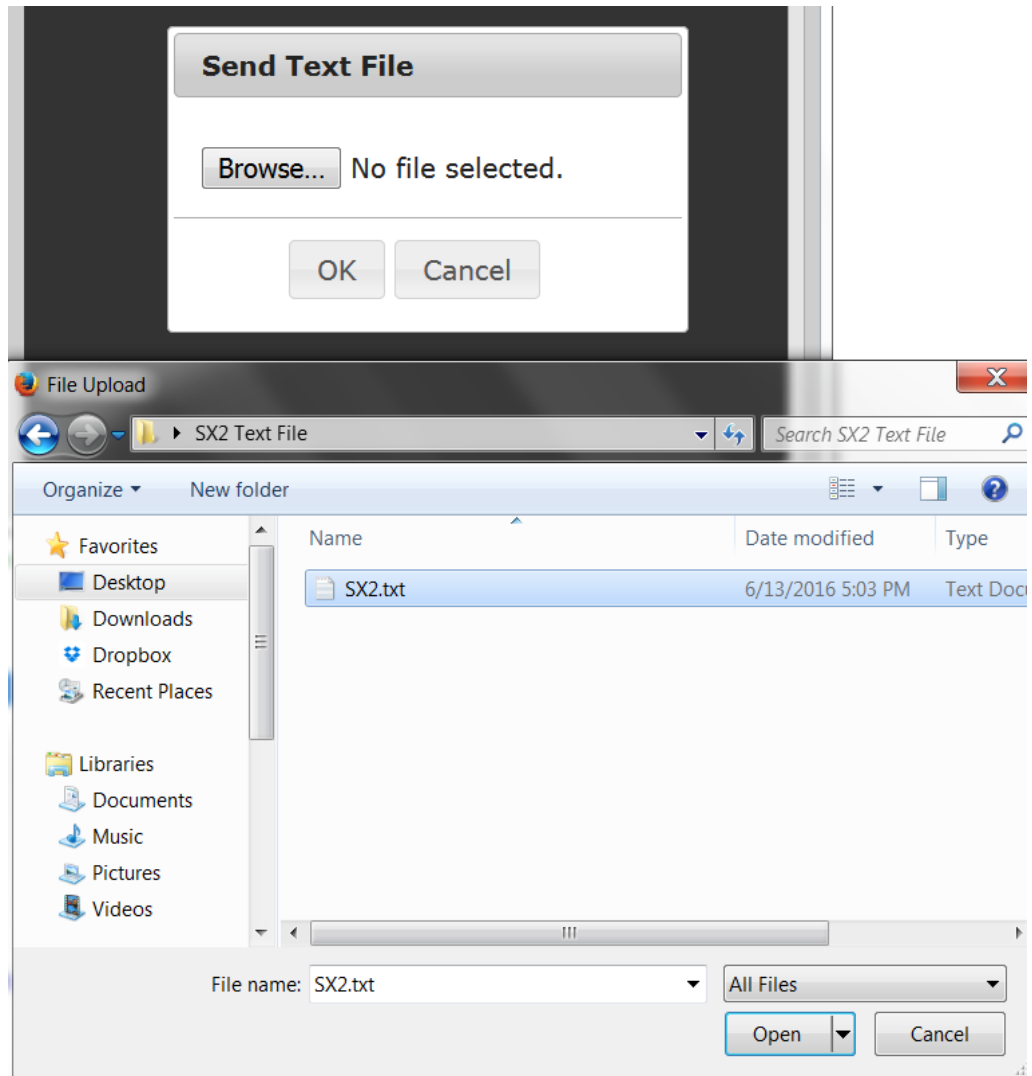 Send Text File
Browse... No file selected.
OK Cancel
File Upload
SX2 Text File Search SX2 Text File
Organize New folder
Name Date modified Type
Favorites
Desktop
Downloads
Dropbox
Recent Places
SX2.txt 6/13/2016 5:03 PM Text Docu
Libraries
Documents
Music
Pictures
Videos
File name: SX2.txt All Files
Open Cancel